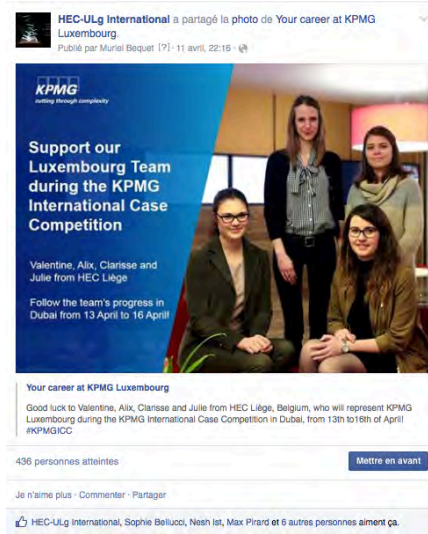 HEC-ULg International a partagé la photo de Your career at KPMG
Luxembourg.
Publié par Muriel Bequet [?] · 11 avril, 22:16 ·
KPMG
cutting through complexity
Support our
Luxembourg Team
during the KPMG
International Case
Competition
Valentine, Alix, Clarisse and
Julie from HEC Liège
Follow the team's progress in
Dubai from 13 April to 16 April!
Your career at KPMG Luxembourg
Good luck to Valentine, Alix, Clarisse and Julie from HEC Liège, Belgium, who will represent KPMG
Luxembourg during the KPMG International Case Competition in Dubai, from 13th to16th of April!
#KPMGICC
436 personnes atteintes
Mettre en avant
Je n'aime plus · Commenter · Partager
HEC-ULg International, Sophie Bellucci, Nesh Ist, Max Pirard et 6 autres personnes aiment ça.